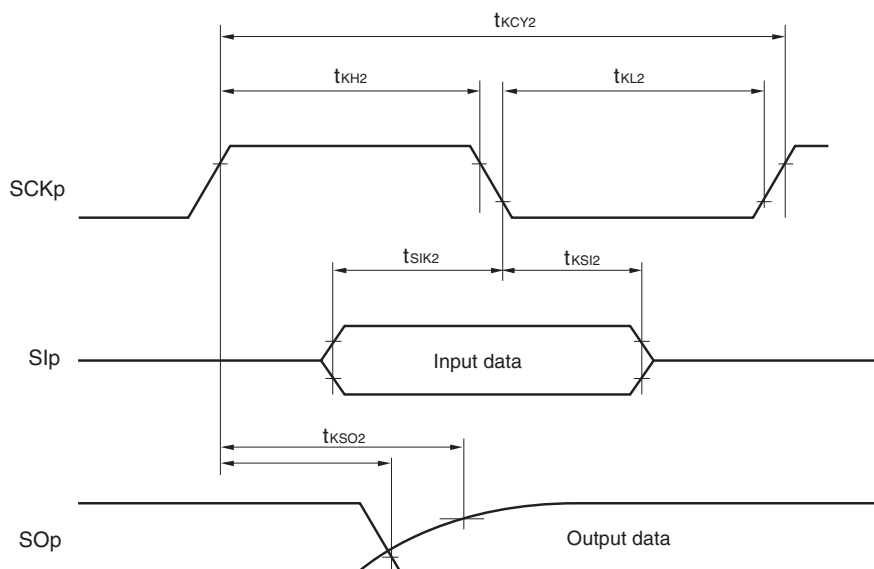 tKCY2
tKH2
tKL2
SCKp
tSIK2
tKSI2
SIp
Input data
tKSO2
SOp
Output data